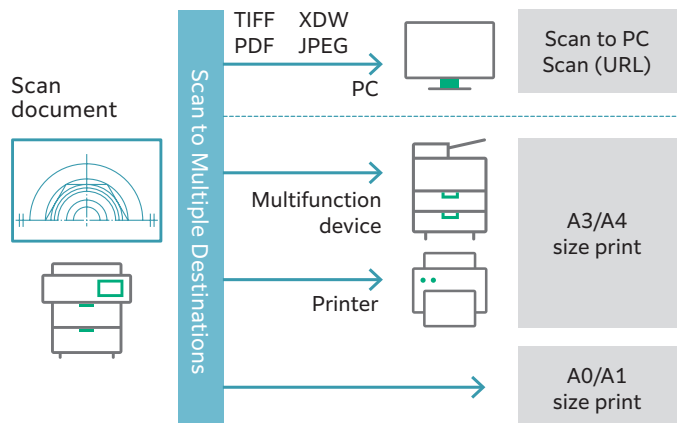 Scan
document
Scan to Multiple Destinations
TIFF XDW
PDF JPEG
PC
Scan to PC
Scan (URL)
Multifunction
device
Printer
A3/A4
size print
A0/A1
size print